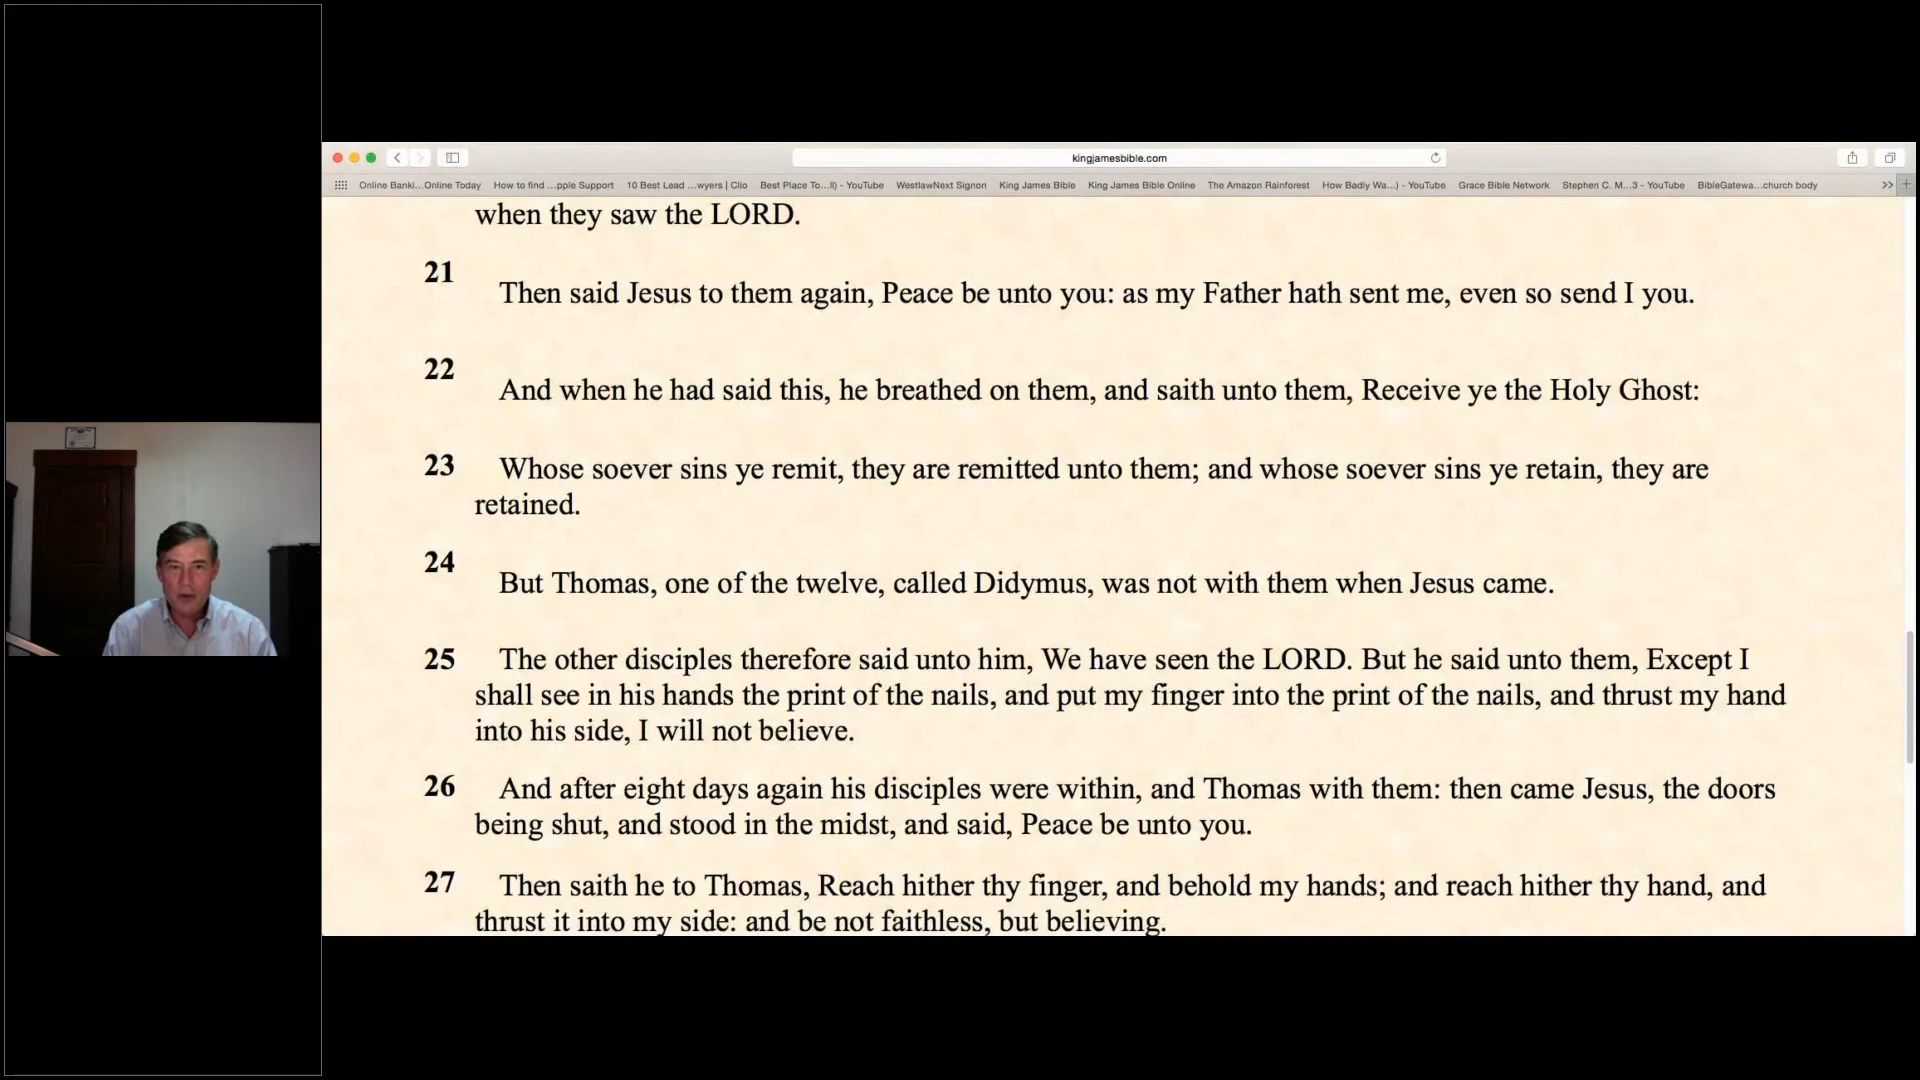 kingjamesbible.com
Online Banki...Online Today How to find ...pple Support 10 Best Lead ...wyers | Clio Best Place To...ll) - YouTube WestlawNext Signon King James Bible King James Bible Online The Amazon Rainforest How Badly Wa...) - YouTube Grace Bible Network Stephen C. M...3 - YouTube BibleGatewa...church body
when they saw the LORD.
21 Then said Jesus to them again, Peace be unto you: as my Father hath sent me, even so send I you.
22 And when he had said this, he breathed on them, and saith unto them, Receive ye the Holy Ghost:
23 Whose soever sins ye remit, they are remitted unto them; and whose soever sins ye retain, they are
retained.
24 But Thomas, one of the twelve, called Didymus, was not with them when Jesus came.
25 The other disciples therefore said unto him, We have seen the LORD. But he said unto them, Except I
shall see in his hands the print of the nails, and put my finger into the print of the nails, and thrust my hand
into his side, I will not believe.
26 And after eight days again his disciples were within, and Thomas with them: then came Jesus, the doors
being shut, and stood in the midst, and said, Peace be unto you.
27 Then saith he to Thomas, Reach hither thy finger, and behold my hands; and reach hither thy hand, and
thrust it into my side: and be not faithless, but believing.